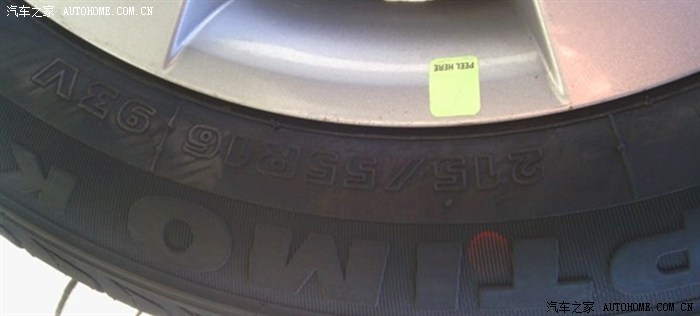 汽车之家 AUTOHOME.COM.CN
PEEL HERE
215/55R16 93V
PTIMO K
汽车之家 AUTOHOME.COM.CN